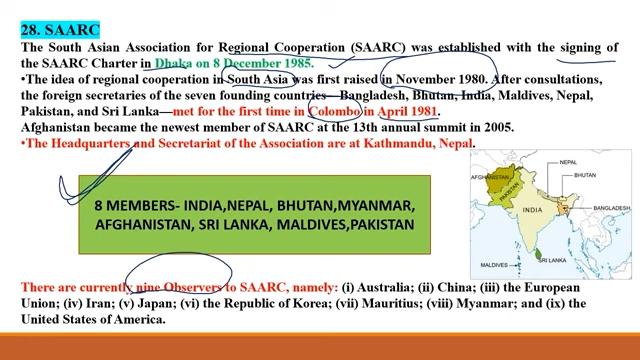 28. SAARC
The South Asian Association for Regional Cooperation (SAARC) was established with the signing of
the SAARC Charter in Dhaka on 8 December 1985.
•The idea of regional cooperation in South Asia was first raised in November 1980. After consultations,
the foreign secretaries of the seven founding countries—Bangladesh, Bhutan, India, Maldives, Nepal,
Pakistan, and Sri Lanka—met for the first time in Colombo in April 1981.
Afghanistan became the newest member of SAARC at the 13th annual summit in 2005.
•The Headquarters and Secretariat of the Association are at Kathmandu, Nepal.
8 MEMBERS- INDIA,NEPAL, BHUTAN,MYANMAR,
AFGHANISTAN, SRI LANKA, MALDIVES,PAKISTAN
NEPAL
AFGHANISTAN
BHUTAN
PAKISTAN
INDIA
BANGLADESH
SRI LANKA
MALDIVES
There are currently nine Observers to SAARC, namely: (i) Australia; (ii) China; (iii) the European
Union; (iv) Iran; (v) Japan; (vi) the Republic of Korea; (vii) Mauritius; (viii) Myanmar; and (ix) the
United States of America.